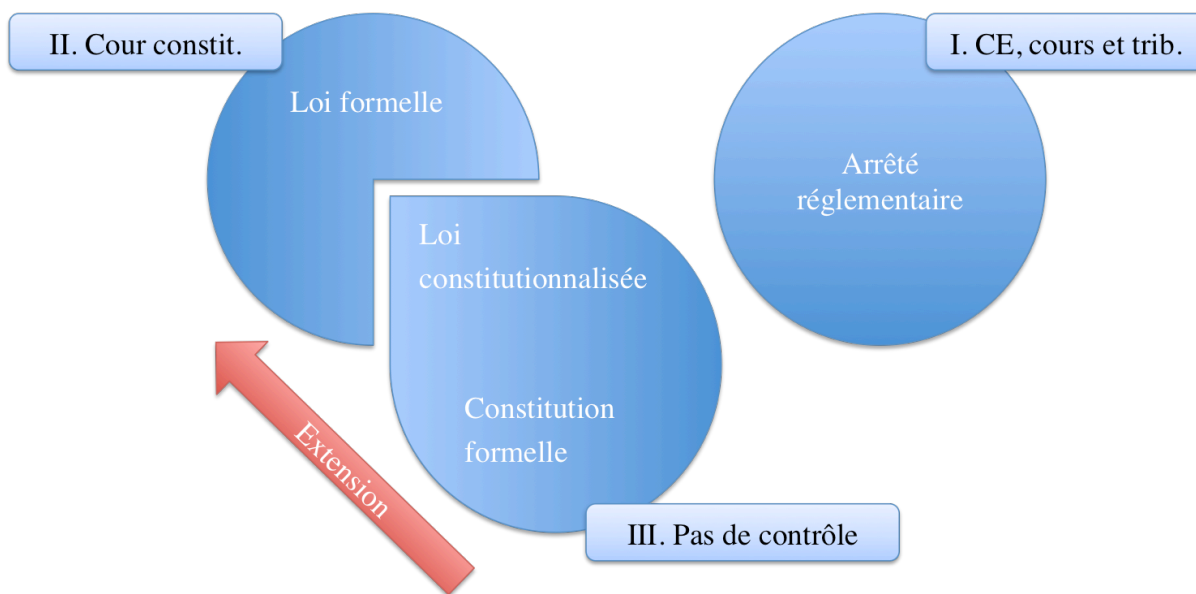 II. Cour constit.
I. CE, cours et trib.
Loi formelle
Arrêté
réglementaire
Loi
constitutionnalisée
Constitution
formelle
Extension
III. Pas de contrôle